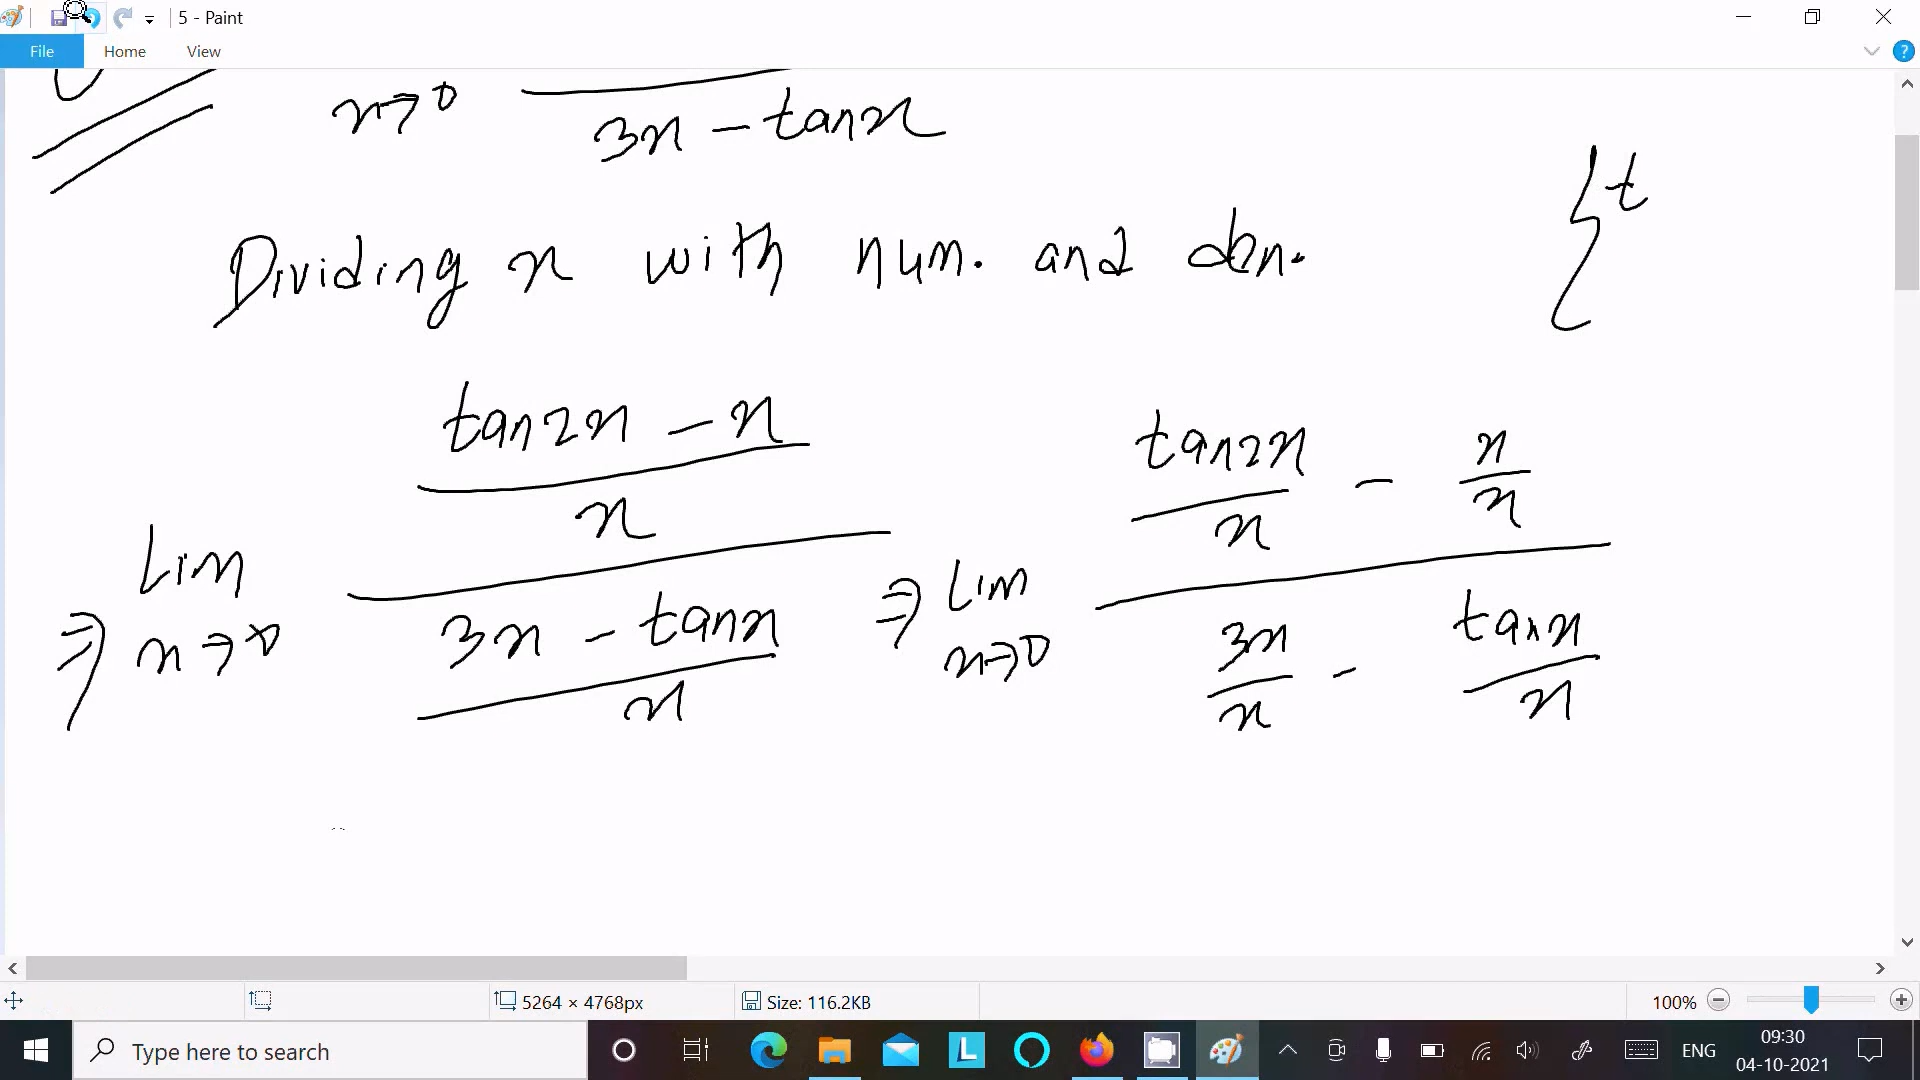 5 - Paint
File Home View
x→0
3x - tanx
{t
Dividing x with num. and den.
tan2x - x
x
⇒ Lim
x→0
3x - tanx
x
tan2x / x - x / x
⇒ Lim
x→0
3x / x - tanx / x
5264 × 4768px Size: 116.2KB 100%
Type here to search
L
ENG
09:30
04-10-2021